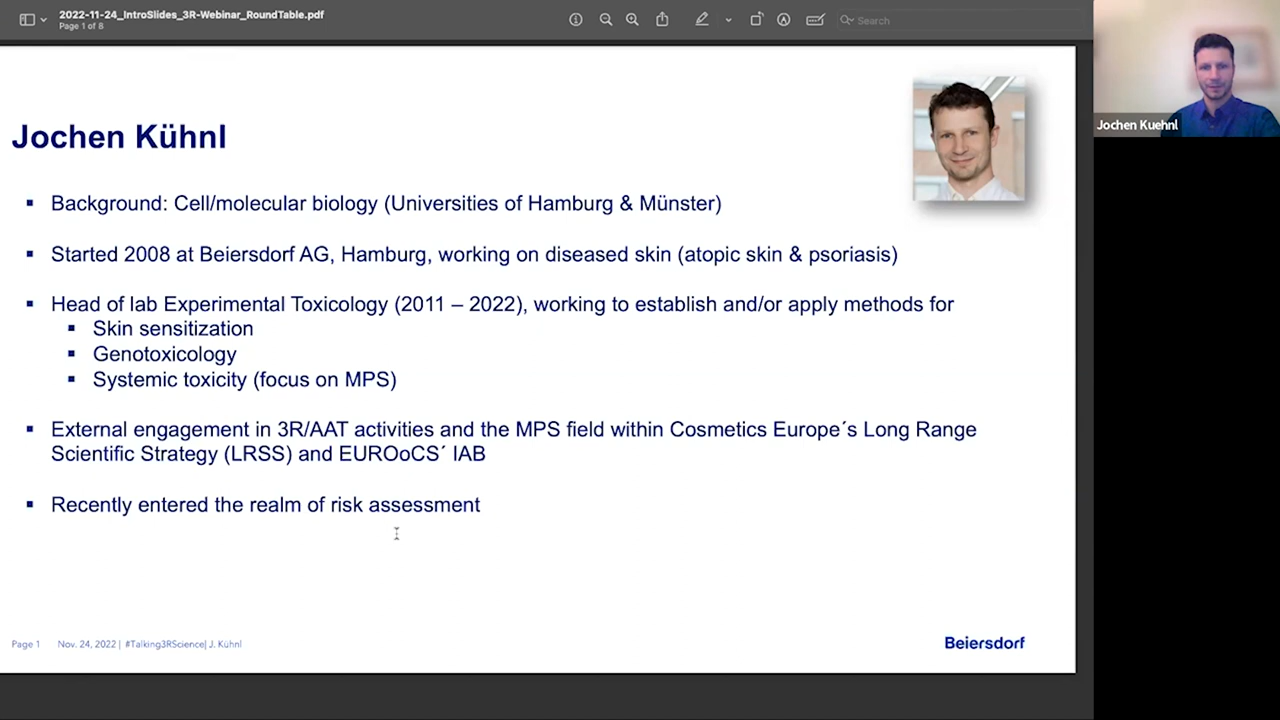 2022-11-24_IntroSlides_3R-Webinar_RoundTable.pdf
Page 1 of 8
Search
Jochen Kuehnl
Jochen Kühnl
▪ Background: Cell/molecular biology (Universities of Hamburg & Münster)
▪ Started 2008 at Beiersdorf AG, Hamburg, working on diseased skin (atopic skin & psoriasis)
▪ Head of lab Experimental Toxicology (2011 – 2022), working to establish and/or apply methods for
▪ Skin sensitization
▪ Genotoxicology
▪ Systemic toxicity (focus on MPS)
▪ External engagement in 3R/AAT activities and the MPS field within Cosmetics Europe´s Long Range
Scientific Strategy (LRSS) and EUROoCS´ IAB
▪ Recently entered the realm of risk assessment
Page 1 Nov. 24, 2022 | #Talking3RScience| J. Kühnl
Beiersdorf